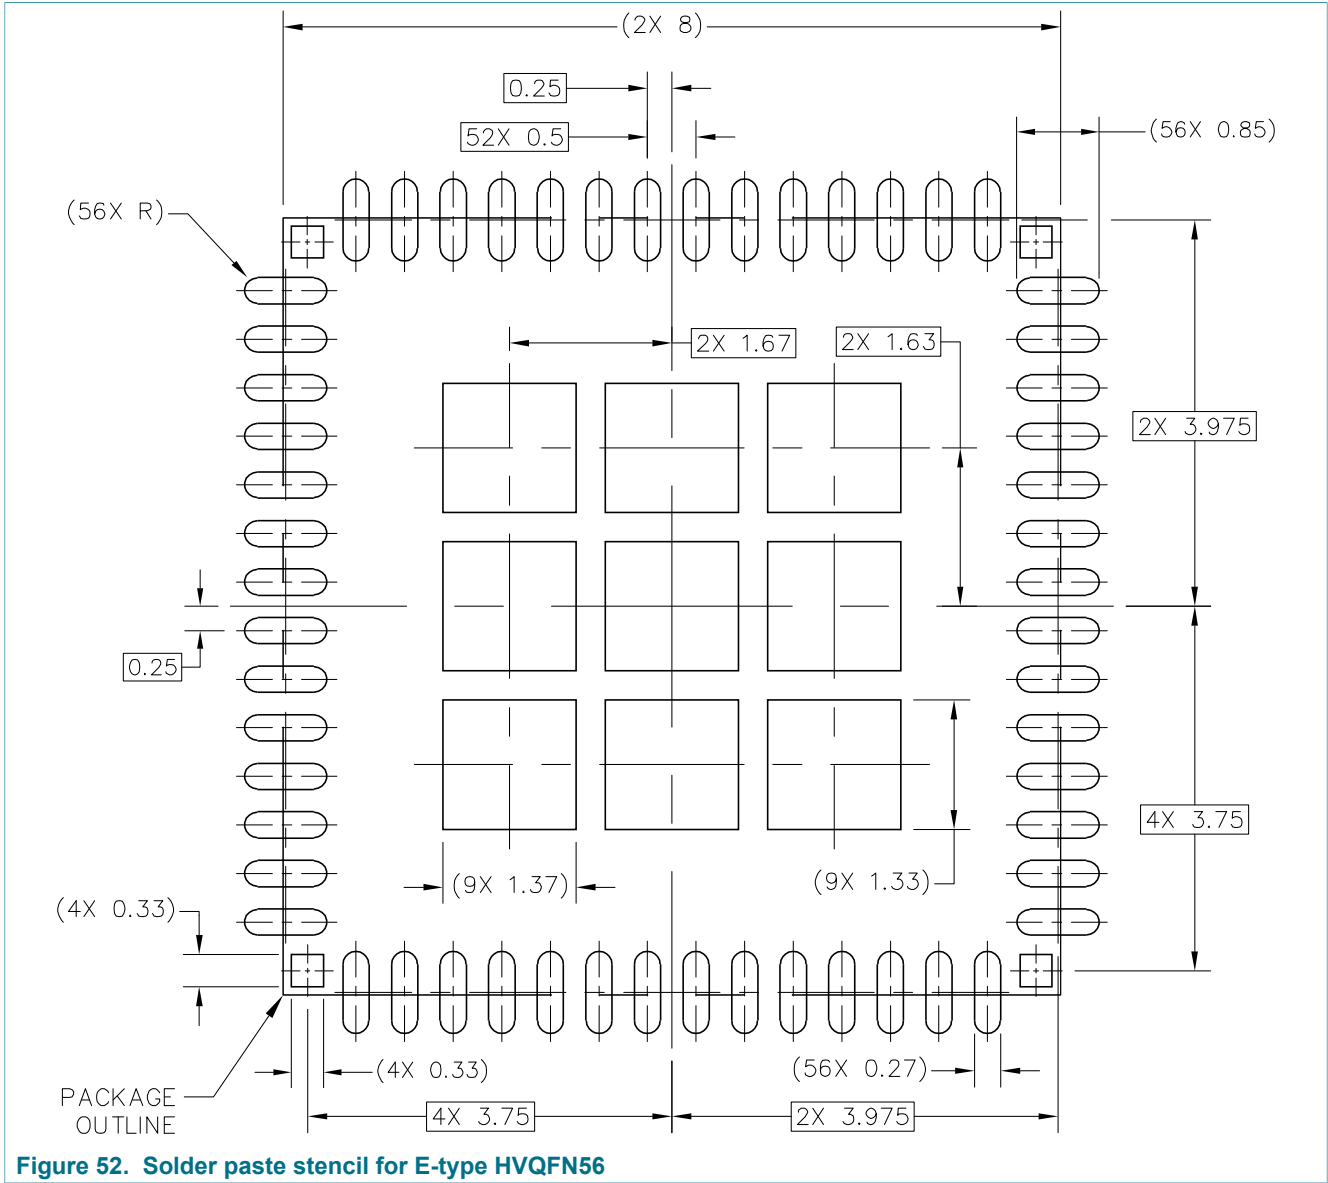 (2X 8)
0.25
52X 0.5
(56X 0.85)
(56X R)
2X 1.67
2X 1.63
2X 3.975
0.25
4X 3.75
(9X 1.37)
(9X 1.33)
(4X 0.33)
(4X 0.33)
(56X 0.27)
PACKAGE
OUTLINE
4X 3.75
2X 3.975
Figure 52. Solder paste stencil for E-type HVQFN56